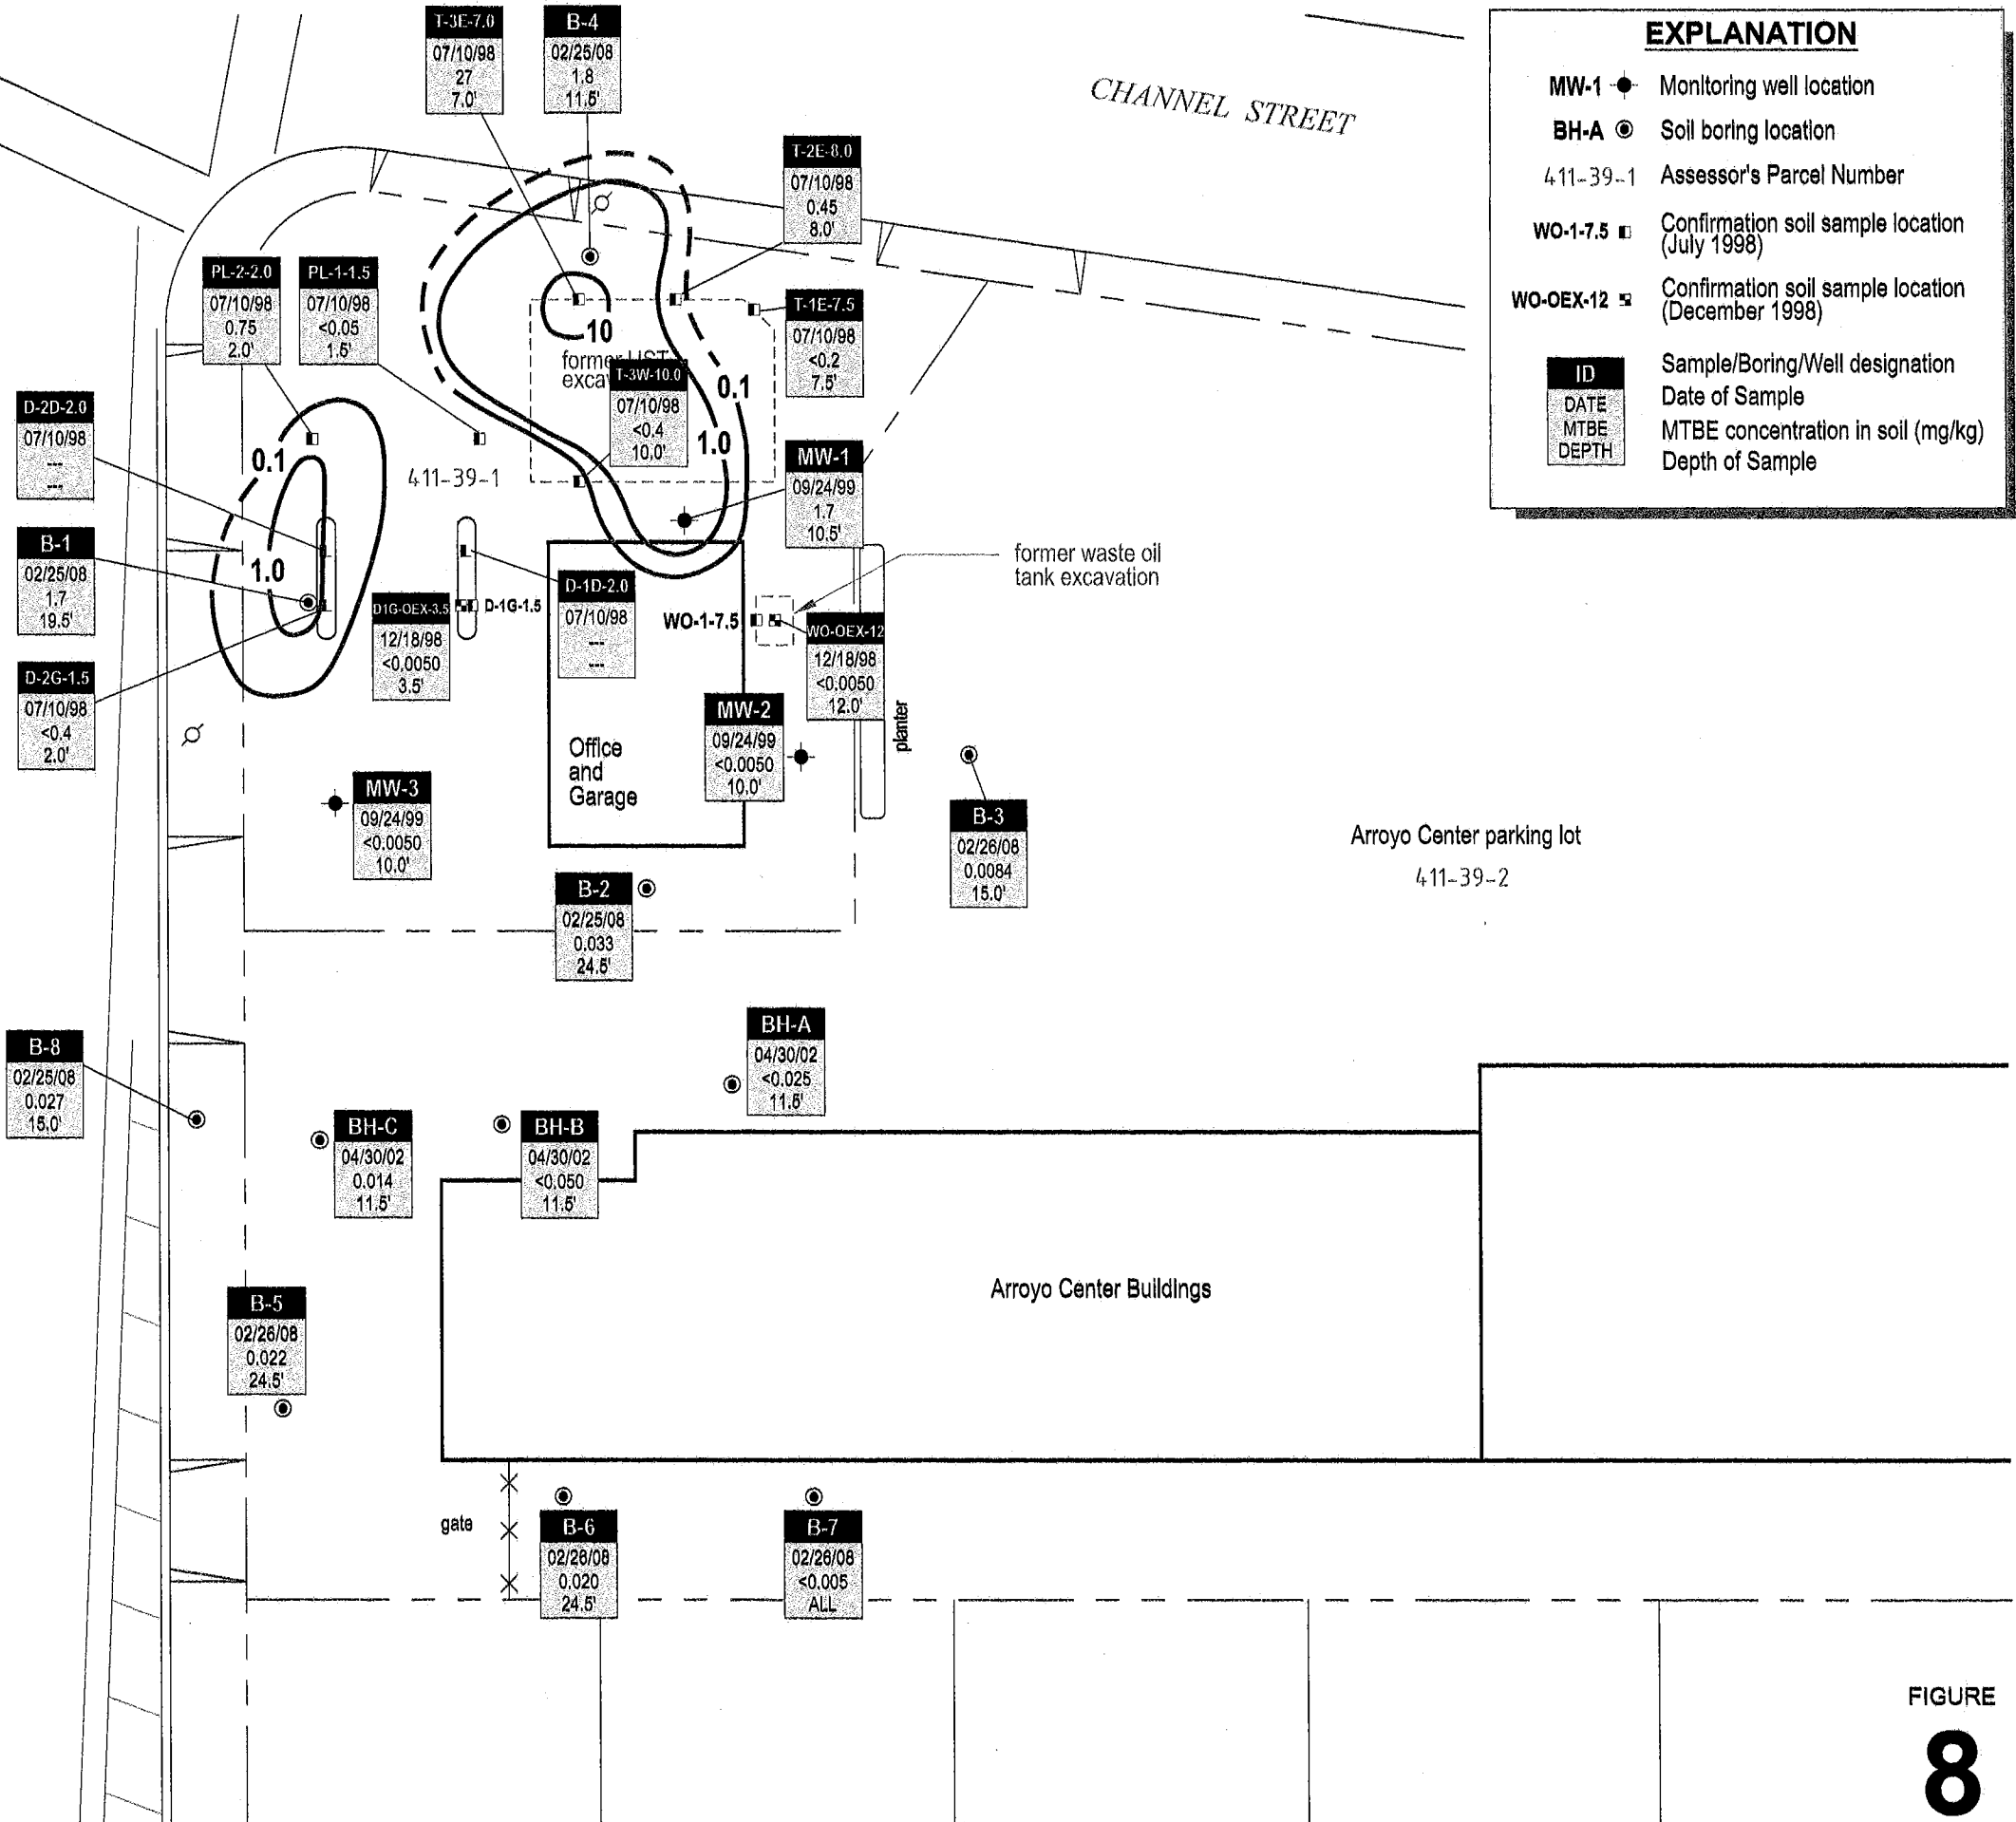 T-3E-7.0
07/10/98
27
7.0'
B-4
02/25/08
1.8
11.5'
CHANNEL STREET
EXPLANATION
MW-1 Monitoring well location
BH-A Soil boring location
411-39-1 Assessor's Parcel Number
WO-1-7.5 Confirmation soil sample location
(July 1998)
WO-OEX-12 Confirmation soil sample location
(December 1998)
ID
DATE
MTBE
DEPTH
Sample/Boring/Well designation
Date of Sample
MTBE concentration in soil (mg/kg)
Depth of Sample
T-2E-8.0
07/10/98
0.45
8.0'
PL-2-2.0
07/10/98
0.75
2.0'
PL-1-1.5
07/10/98
<0.05
1.5'
T-1E-7.5
07/10/98
<0.2
7.5'
10
former UST
T-3W-10.0
07/10/98
<0.4
10.0'
0.1
1.0
D-2D-2.0
07/10/98
---
---
0.1
411-39-1
MW-1
09/24/99
1.7
10.5'
B-1
02/25/08
1.7
19.5'
1.0
former waste oil
tank excavation
D1G-OEX-3.5
12/18/98
<0.0050
3.5'
D-1G-1.5
D-1D-2.0
07/10/98
---
---
WO-1-7.5
WO-OEX-12
12/18/98
<0.0050
12.0'
D-2G-1.5
07/10/98
<0.4
2.0'
MW-2
09/24/99
<0.0050
10.0'
planter
Office
and
Garage
MW-3
09/24/99
<0.0050
10.0'
B-3
02/26/08
0.0084
15.0'
Arroyo Center parking lot
411-39-2
B-2
02/25/08
0.033
24.5'
BH-A
04/30/02
<0.025
11.5'
B-8
02/25/08
0.027
15.0'
BH-C
04/30/02
0.014
11.5'
BH-B
04/30/02
<0.050
11.5'
Arroyo Center Buildings
B-5
02/26/08
0.022
24.5'
gate
B-6
02/26/08
0.020
24.5'
B-7
02/26/08
<0.005
ALL
FIGURE
8